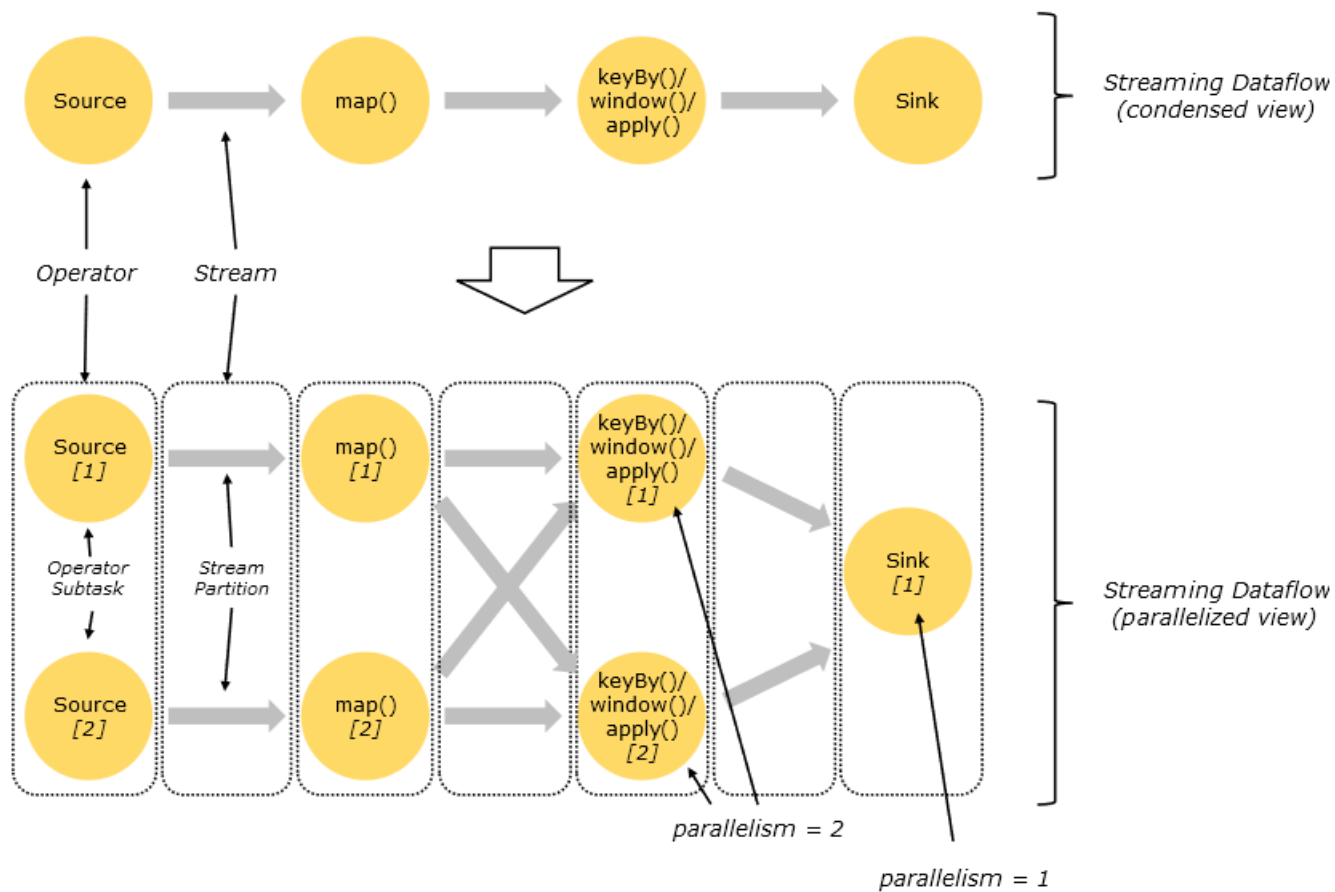 Source
map()
keyBy()/
window()/
apply()
Sink
Streaming Dataflow
(condensed view)
Operator
Stream
Source
[1]
map()
[1]
keyBy()/
window()/
apply()
[1]
Operator
Subtask
Stream
Partition
Sink
[1]
Streaming Dataflow
(parallelized view)
Source
[2]
map()
[2]
keyBy()/
window()/
apply()
[2]
parallelism = 2
parallelism = 1